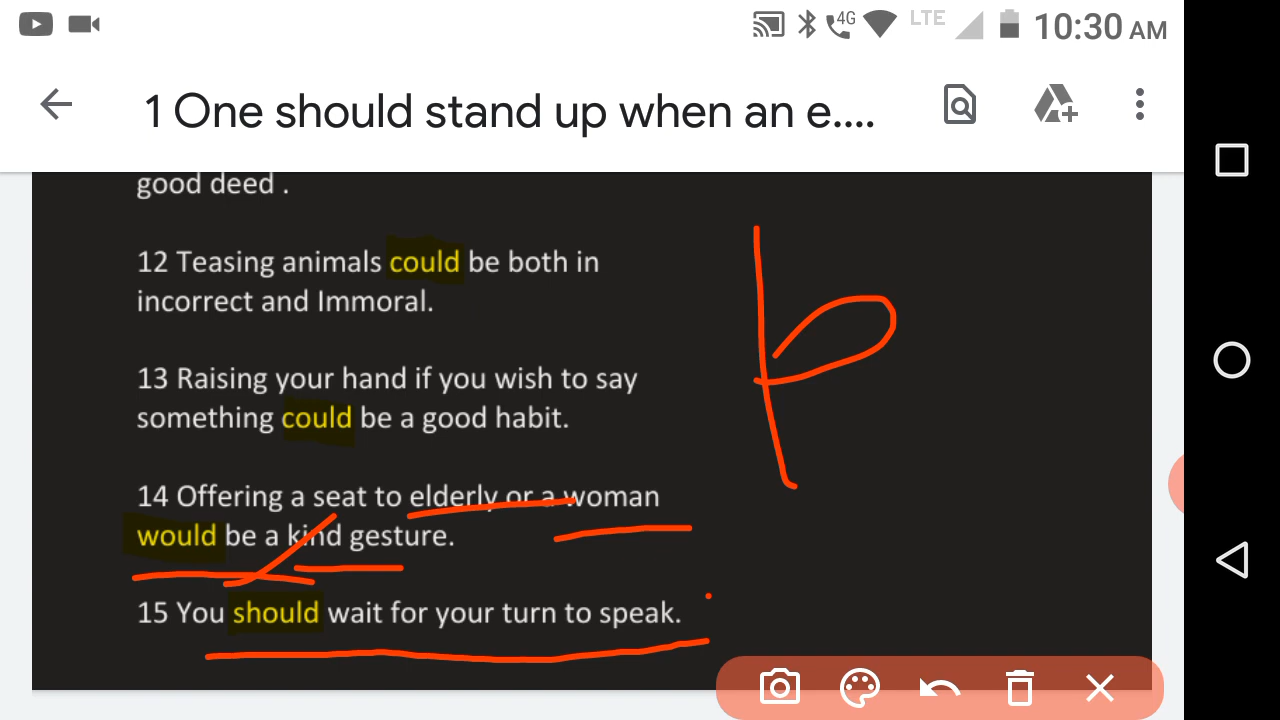 4G LTE 10:30 AM
1 One should stand up when an e....
good deed .
12 Teasing animals could be both in
incorrect and Immoral.
13 Raising your hand if you wish to say
something could be a good habit.
14 Offering a seat to elderly or a woman
would be a kind gesture.
15 You should wait for your turn to speak.